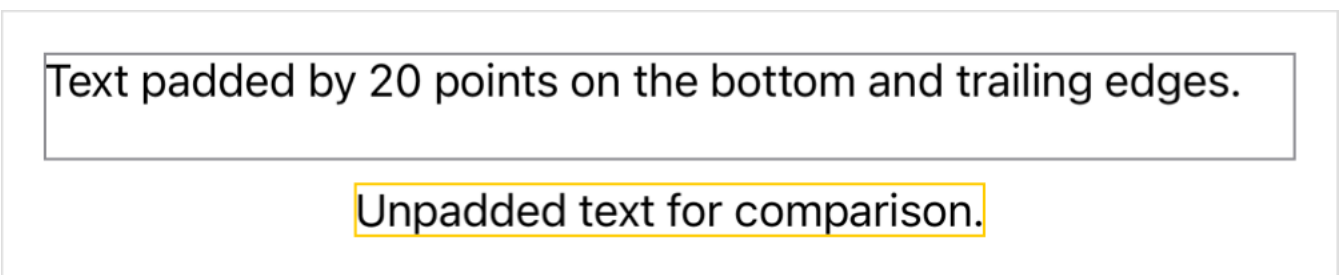 Text padded by 20 points on the bottom and trailing edges.
Unpadded text for comparison.